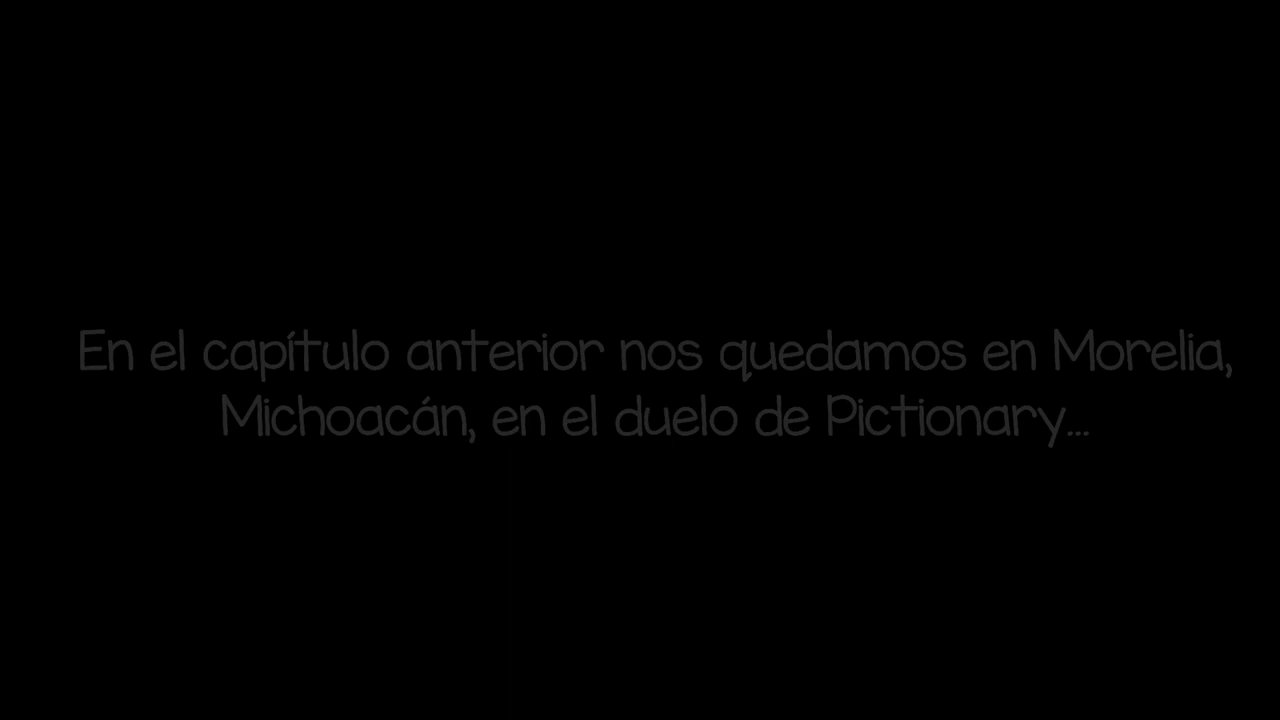 En el capítulo anterior nos quedamos en Morelia,
Michoacán, en el duelo de Pictionary...